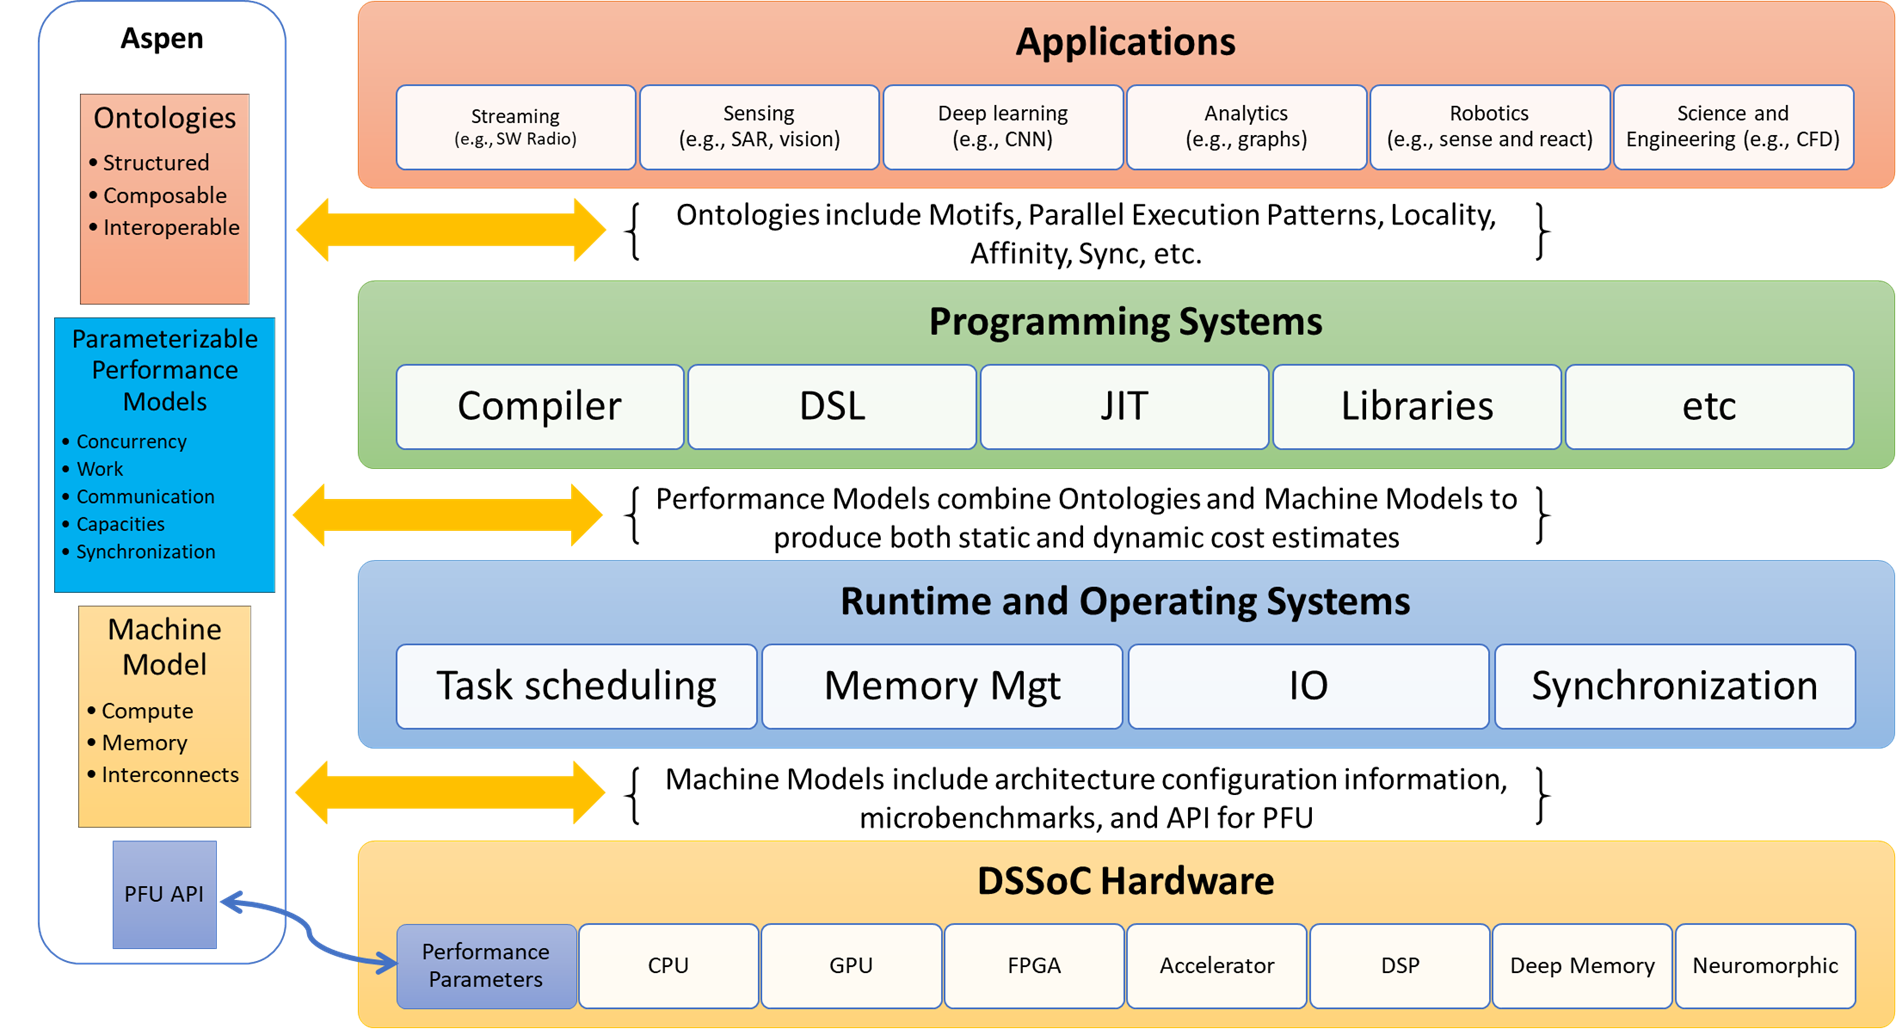 Aspen
Ontologies
• Structured
• Composable
• Interoperable
Parameterizable
Performance
Models
• Concurrency
• Work
• Communication
• Capacities
• Synchronization
Machine
Model
• Compute
• Memory
• Interconnects
PFU API
Applications
Streaming
(e.g., SW Radio)
Sensing
(e.g., SAR, vision)
Deep learning
(e.g., CNN)
Analytics
(e.g., graphs)
Robotics
(e.g., sense and react)
Science and
Engineering (e.g., CFD)
Ontologies include Motifs, Parallel Execution Patterns, Locality,
Affinity, Sync, etc.
Programming Systems
Compiler
DSL
JIT
Libraries
etc
Performance Models combine Ontologies and Machine Models to
produce both static and dynamic cost estimates
Runtime and Operating Systems
Task scheduling
Memory Mgt
IO
Synchronization
Machine Models include architecture configuration information,
microbenchmarks, and API for PFU
DSSoC Hardware
Performance
Parameters
CPU
GPU
FPGA
Accelerator
DSP
Deep Memory
Neuromorphic